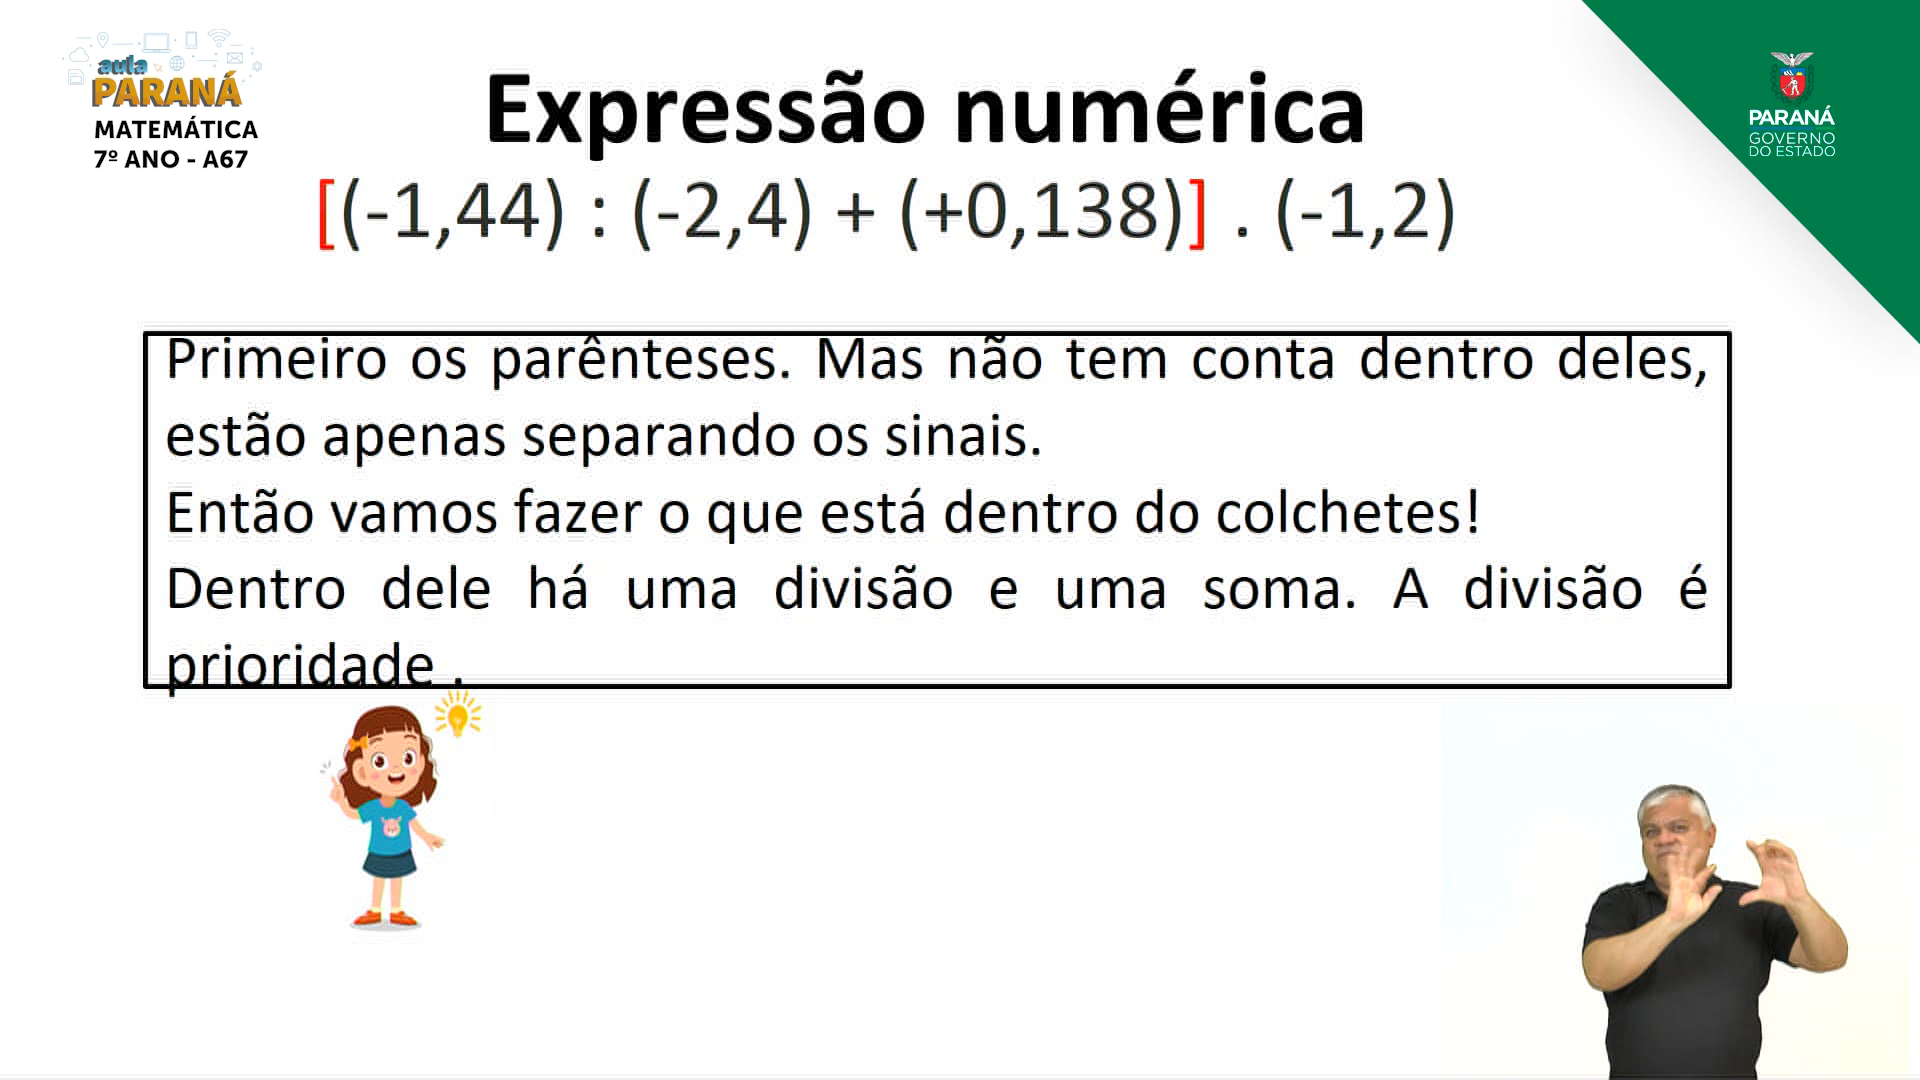 aula
PARANÁ
MATEMÁTICA
7º ANO - A67
Expressão numérica
[(-1,44) : (-2,4) + (+0,138)] . (-1,2)
PARANÁ
GOVERNO
DO ESTADO
Primeiro os parênteses. Mas não tem conta dentro deles,
estão apenas separando os sinais.
Então vamos fazer o que está dentro do colchetes!
Dentro dele há uma divisão e uma soma. A divisão é
prioridade .